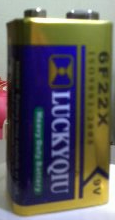 6F22X
LUCKYQIU
Heavy Duty Battery
9V